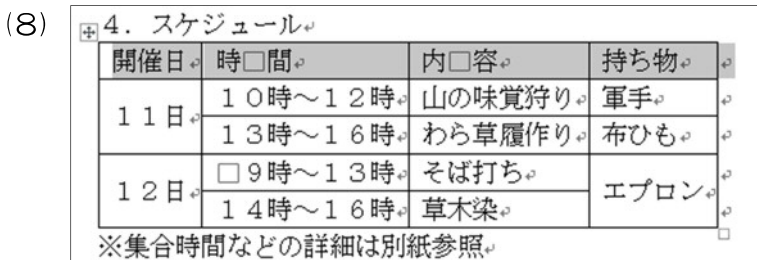 (8)
4．スケジュール
開催日 時□間 内□容 持ち物
11日 １０時～１２時 山の味覚狩り 軍手
１３時～１６時 わら草履作り 布ひも
12日 □９時～１３時 そば打ち エプロン
１４時～１６時 草木染
※集合時間などの詳細は別紙参照